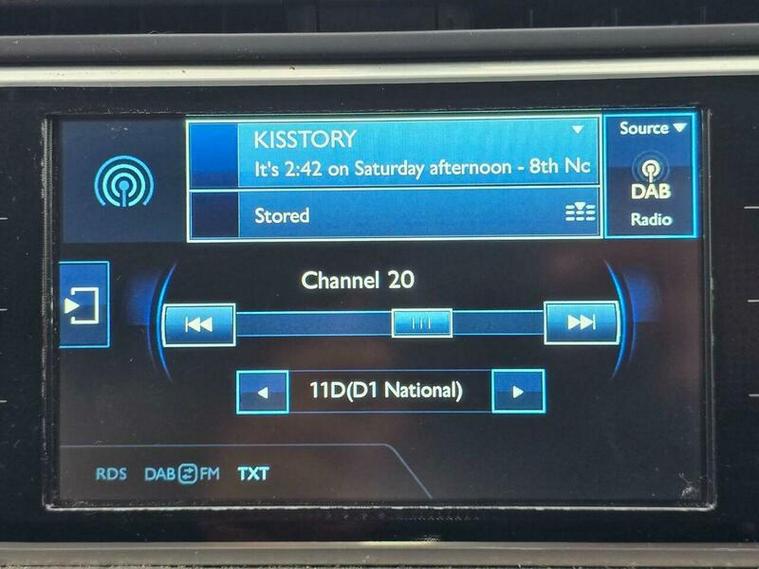 KISSTORY
It's 2:42 on Saturday afternoon - 8th Nc
Source
DAB
Radio
Stored
Channel 20
11D(D1 National)
RDS DAB FM TXT